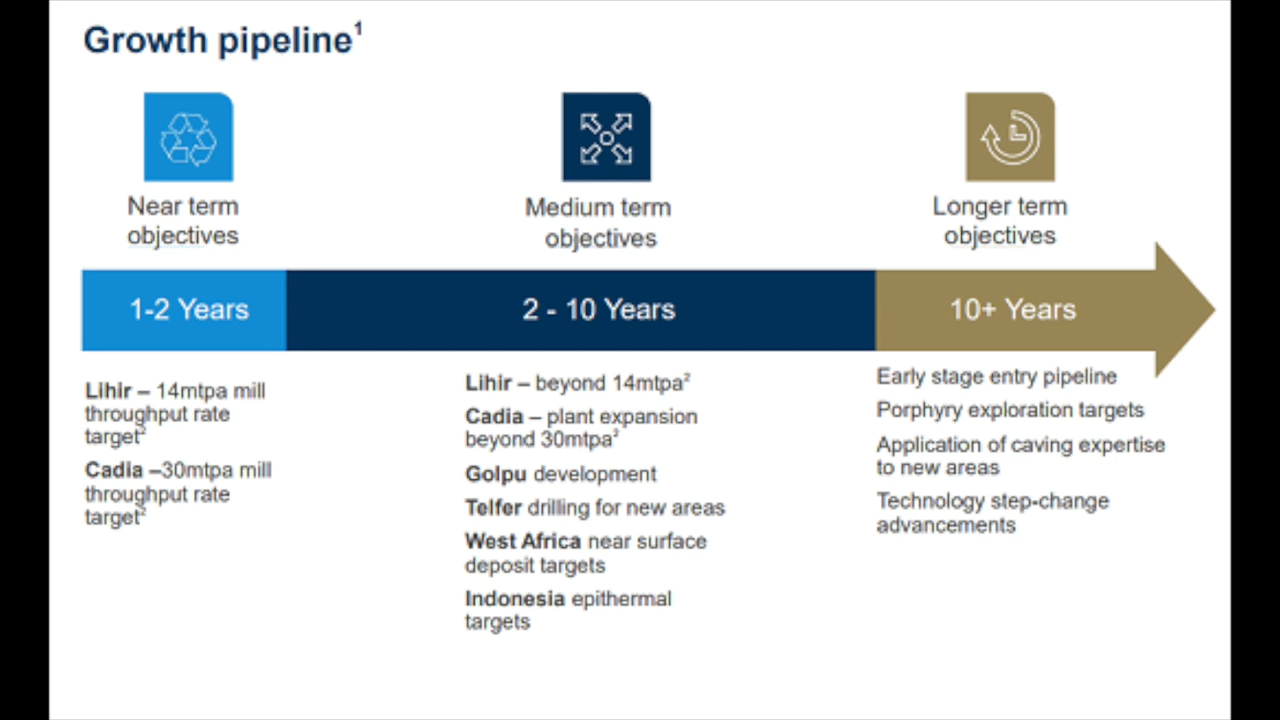 Growth pipeline¹
Near term
objectives
Medium term
objectives
Longer term
objectives
1-2 Years
2 - 10 Years
10+ Years
Lihir – 14mtpa mill
throughput rate
target²
Cadia –30mtpa mill
throughput rate
target²
Lihir – beyond 14mtpa²
Cadia – plant expansion
beyond 30mtpa²
Golpu development
Telfer drilling for new areas
West Africa near surface
deposit targets
Indonesia epithermal
targets
Early stage entry pipeline
Porphyry exploration targets
Application of caving expertise
to new areas
Technology step-change
advancements